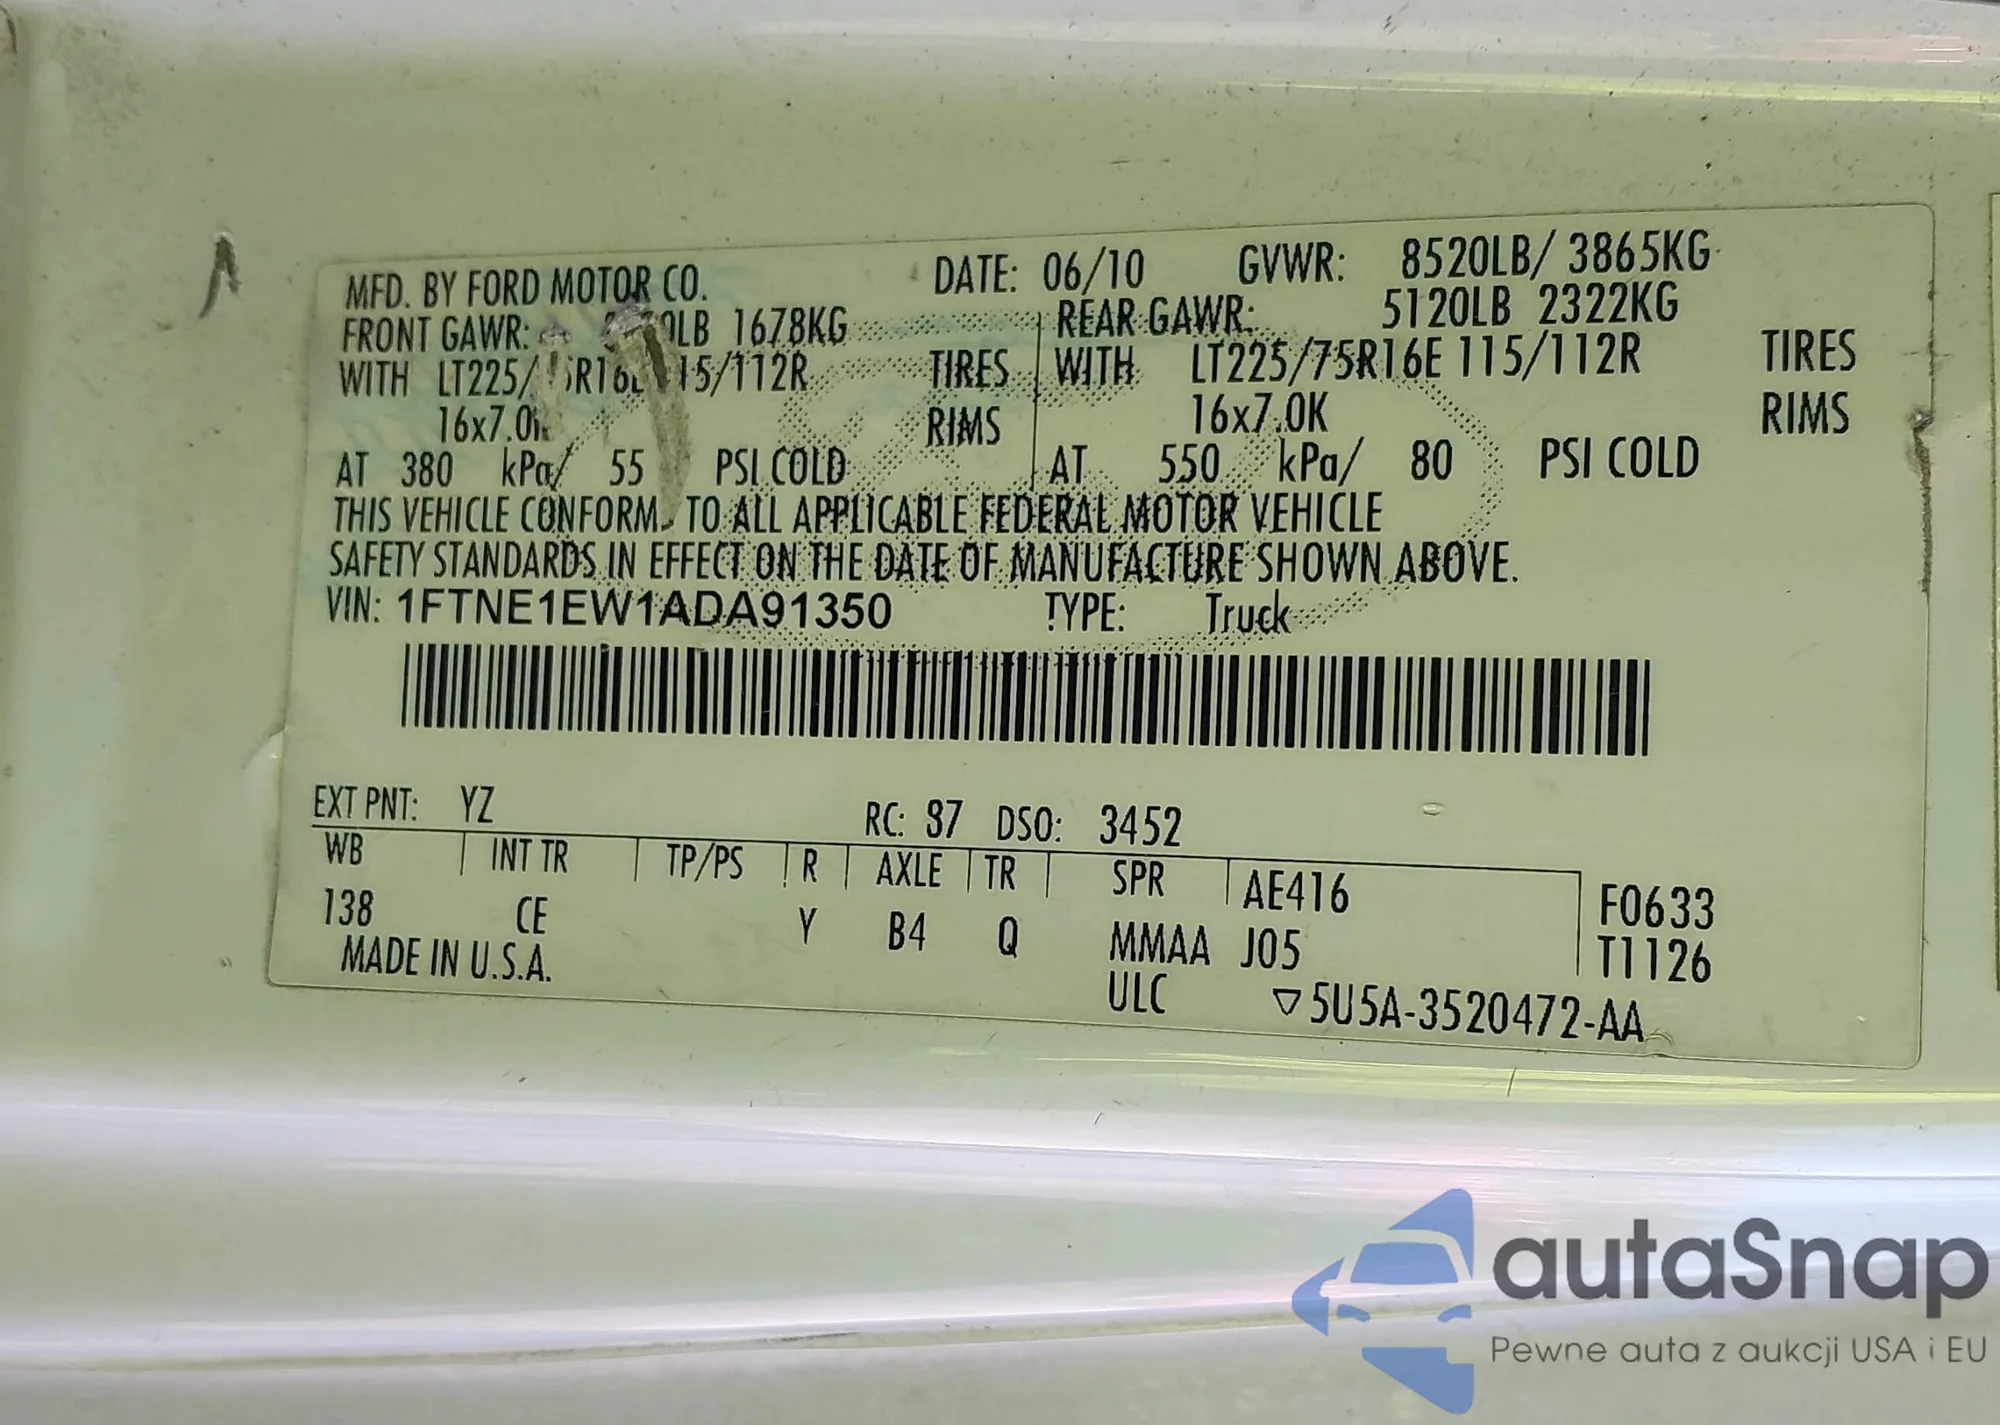 MFD. BY FORD MOTOR CO. DATE: 06/10 GVWR: 8520LB/ 3865KG
FRONT GAWR: 1678KG REAR GAWR: 5120LB 2322KG
WITH 15/112R TIRES WITH LT225/75R16E 115/112R TIRES
RIMS 16x7.0K RIMS
AT 380 kPa/ 55 PSI COLD AT 550 kPa/ 80 PSI COLD
THIS VEHICLE CONFORMS TO ALL APPLICABLE FEDERAL MOTOR VEHICLE
SAFETY STANDARDS IN EFFECT ON THE DATE OF MANUFACTURE SHOWN ABOVE.
VIN: 1FTNE1EW1ADA91350 TYPE: Truck
EXT PNT: YZ RC: 87 DSO: 3452
WB INT TR TP/PS R AXLE TR SPR AE416 F0633
138 CE Y B4 Q MMAA J05 T1126
MADE IN U.S.A. ULC ▽5U5A-3520472-AA
autaSnap
Pewne auta z aukcji USA i EU